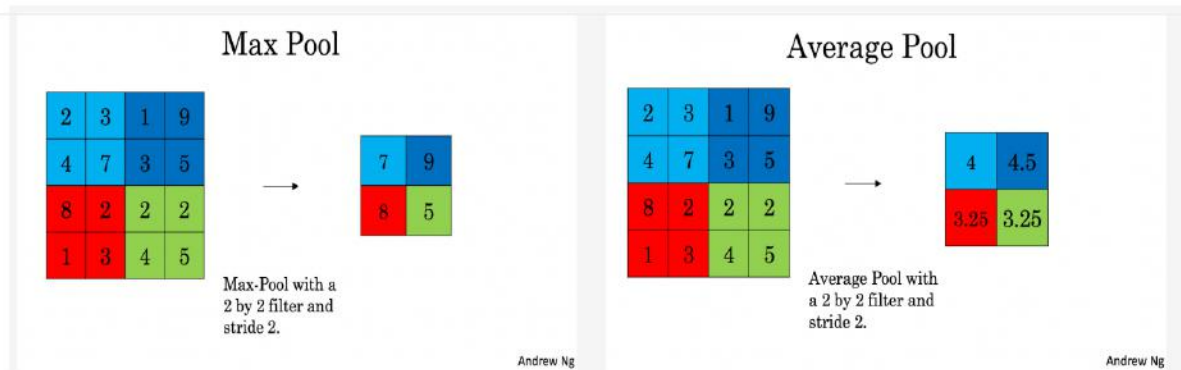 Max Pool
2 3 1 9
4 7 3 5
8 2 2 2
1 3 4 5
7 9
8 5
Max-Pool with a
2 by 2 filter and
stride 2.
Andrew Ng
Average Pool
2 3 1 9
4 7 3 5
8 2 2 2
1 3 4 5
4 4.5
3.25 3.25
Average Pool with
a 2 by 2 filter and
stride 2.
Andrew Ng